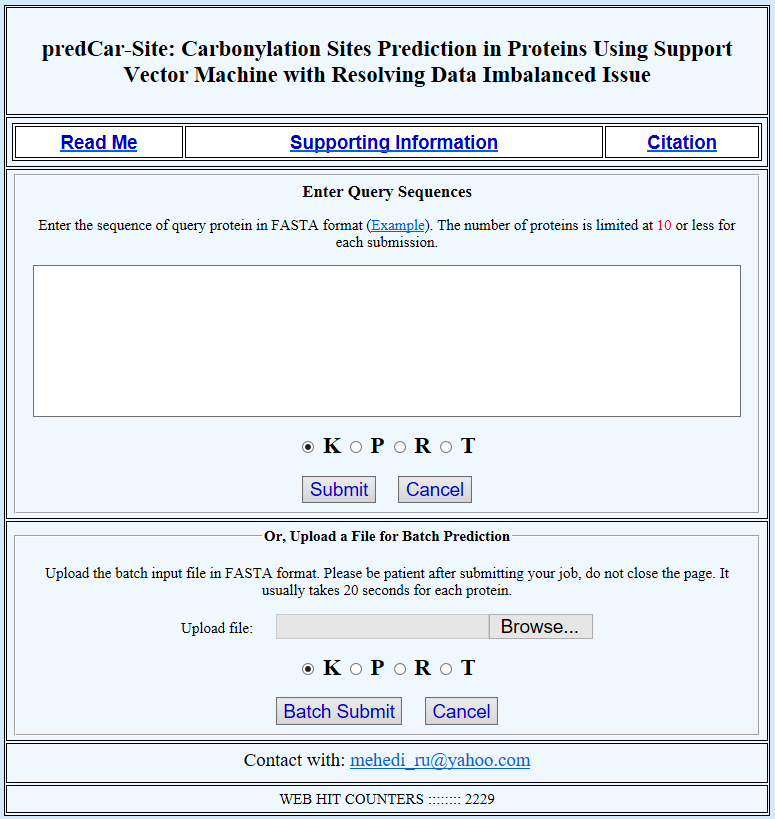 predCar-Site: Carbonylation Sites Prediction in Proteins Using Support
Vector Machine with Resolving Data Imbalanced Issue
Read Me
Supporting Information
Citation
Enter Query Sequences
Enter the sequence of query protein in FASTA format (Example). The number of proteins is limited at 10 or less for
each submission.
K P R T
Submit Cancel
Or, Upload a File for Batch Prediction
Upload the batch input file in FASTA format. Please be patient after submitting your job, do not close the page. It
usually takes 20 seconds for each protein.
Upload file: Browse...
K P R T
Batch Submit Cancel
Contact with: mehedi_ru@yahoo.com
WEB HIT COUNTERS :::::::: 2229